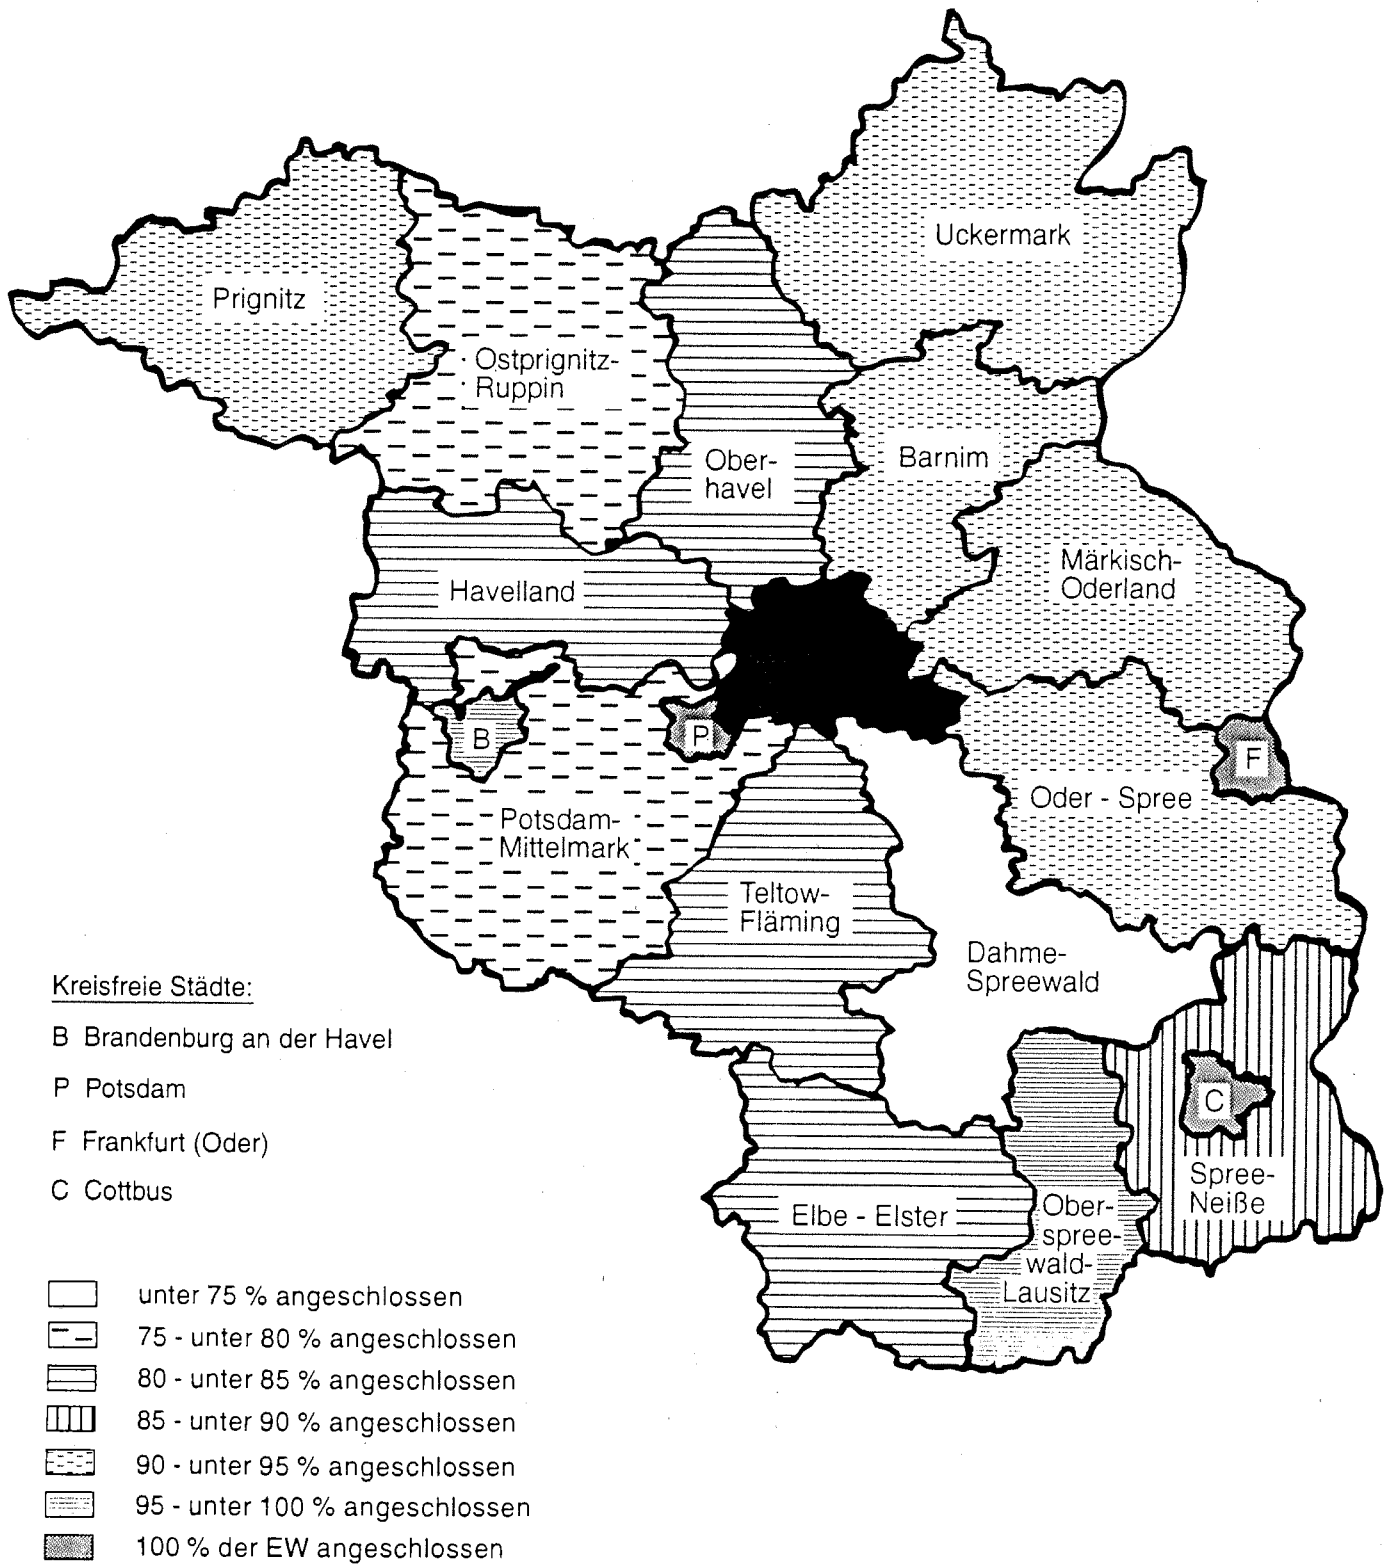 Uckermark
Prignitz
Ostprignitz-
Ruppin
Ober-
havel
Barnim
Märkisch-
Oderland
Havelland
B
P
F
Oder - Spree
Potsdam-
Mittelmark
Teltow-
Fläming
Dahme-
Spreewald
C
Spree-
Neiße
Elbe - Elster
Ober-
spree-
wald-
Lausitz
Kreisfreie Städte:
B Brandenburg an der Havel
P Potsdam
F Frankfurt (Oder)
C Cottbus
unter 75 % angeschlossen
75 - unter 80 % angeschlossen
80 - unter 85 % angeschlossen
85 - unter 90 % angeschlossen
90 - unter 95 % angeschlossen
95 - unter 100 % angeschlossen
100 % der EW angeschlossen